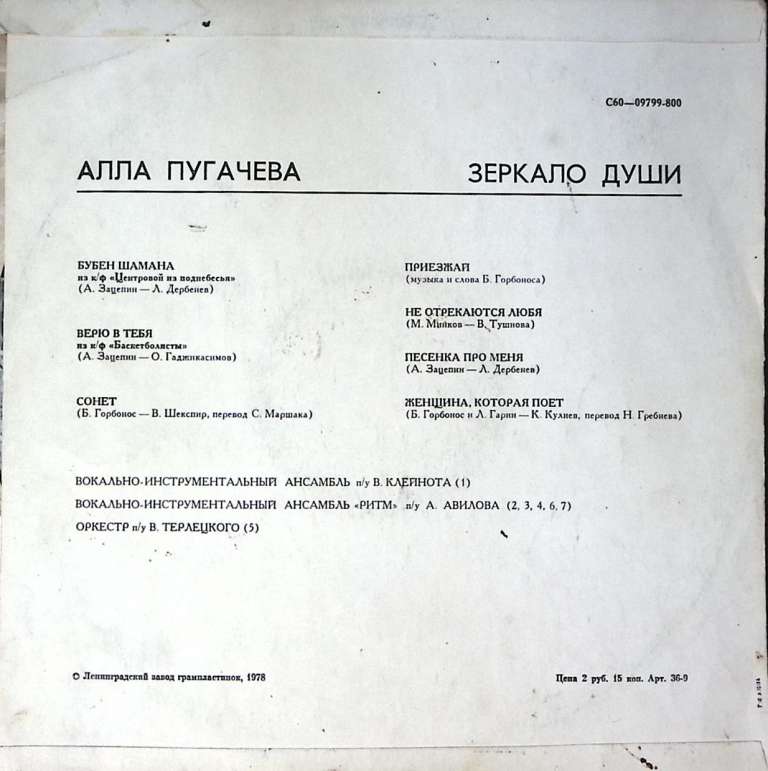 С60—09799-800
АЛЛА ПУГАЧЕВА
ЗЕРКАЛО ДУШИ
БУБЕН ШАМАНА
из к/ф «Центровой из поднебесья»
(А. Зацепин — Л. Дербенев)
ВЕРЮ В ТЕБЯ
из к/ф «Баскетболисты»
(А. Зацепин — О. Гаджикасимов)
СОНЕТ
(Б. Горбонос — В. Шекспир, перевод С. Маршака)
ПРИЕЗЖАЙ
(музыка и слова Б. Горбоноса)
НЕ ОТРЕКАЮТСЯ ЛЮБЯ
(М. Минков — В. Тушнова)
ПЕСЕНКА ПРО МЕНЯ
(А. Зацепин — Л. Дербенев)
ЖЕНЩИНА, КОТОРАЯ ПОЕТ
(Б. Горбонос и Л. Гарин — К. Кулиев, перевод Н. Гребнева)
ВОКАЛЬНО-ИНСТРУМЕНТАЛЬНЫЙ АНСАМБЛЬ п/у В. КЛЕЙНОТА (1)
ВОКАЛЬНО-ИНСТРУМЕНТАЛЬНЫЙ АНСАМБЛЬ «РИТМ» п/у А. АВИЛОВА (2, 3, 4, 6, 7)
ОРКЕСТР п/у В. ТЕРЛЕЦКОГО (5)
© Ленинградский завод грампластинок, 1978
Цена 2 руб. 15 коп. Арт. 36-9